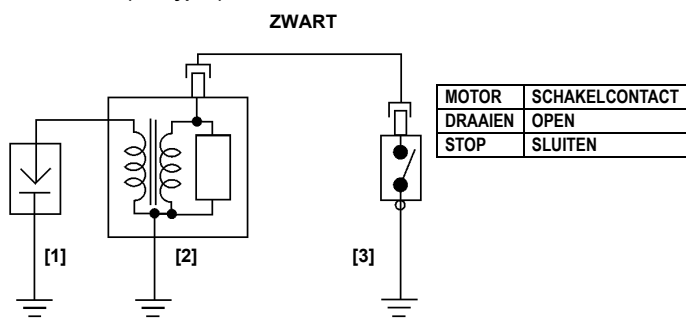 ZWART
MOTOR SCHAKELCONTACT
DRAAIEN OPEN
STOP SLUITEN
[1]
[2]
[3]